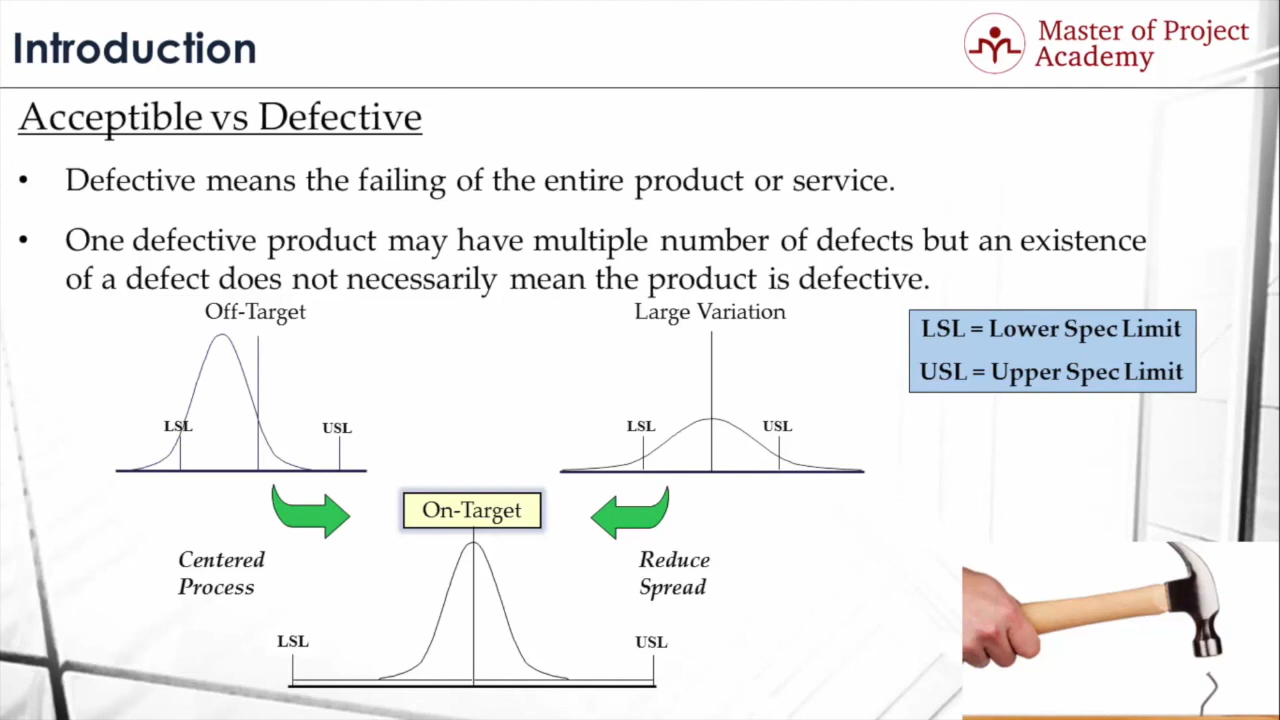 Introduction
Master of Project
Academy
Acceptible vs Defective
• Defective means the failing of the entire product or service.
• One defective product may have multiple number of defects but an existence
of a defect does not necessarily mean the product is defective.
Off-Target
Large Variation
LSL = Lower Spec Limit
USL = Upper Spec Limit
LSL
USL
LSL
USL
On-Target
Centered
Process
Reduce
Spread
LSL
USL